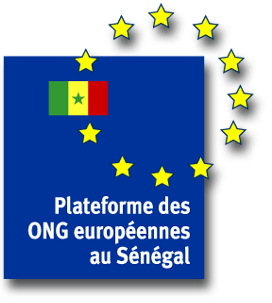 Plateforme des
ONG européennes
au Sénégal